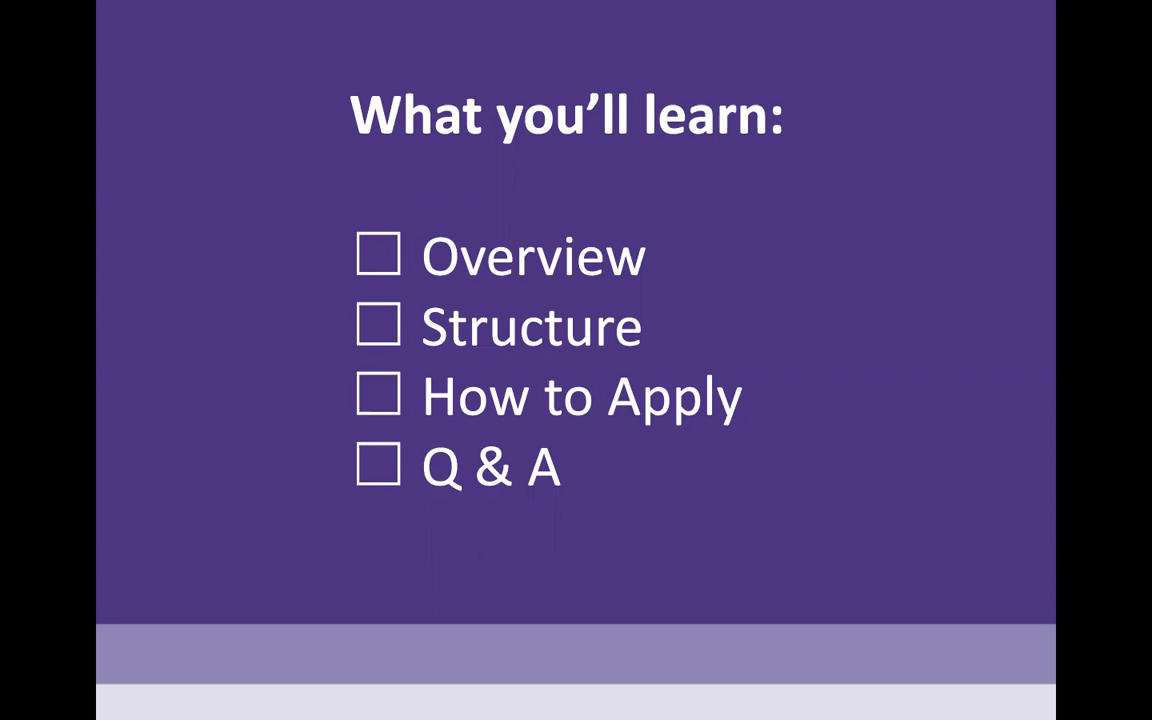 What you’ll learn:
☐ Overview
☐ Structure
☐ How to Apply
☐ Q & A